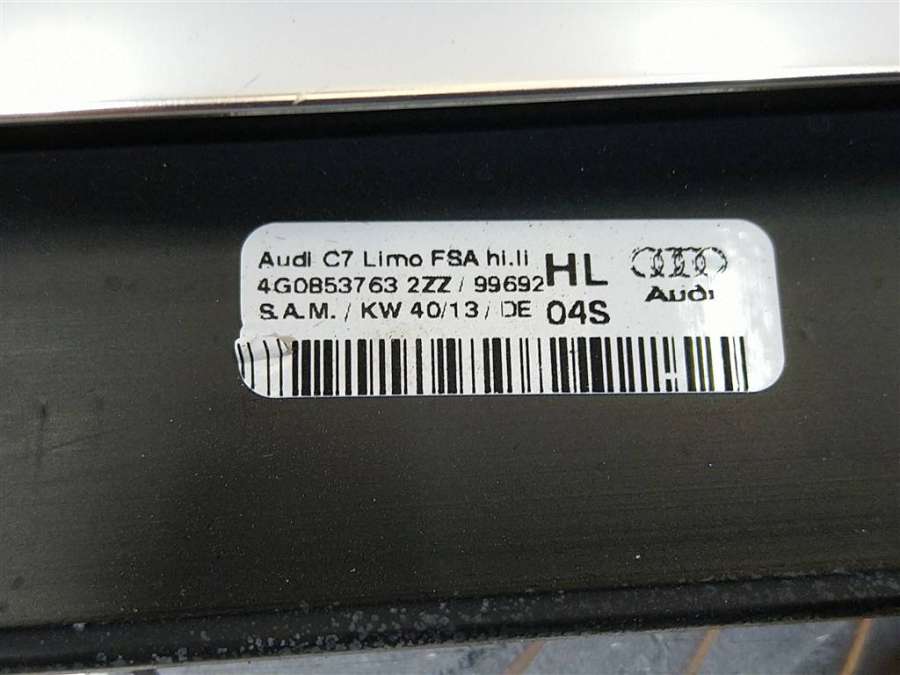 Audi C7 Limo FSA hi.li
4G0853763 2ZZ / 99692
S.A.M. / KW 40/13 / DE
HL
04S
Audi